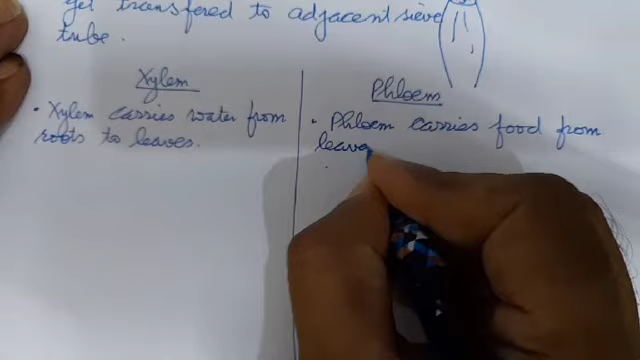 get transfered to adjacent sieve
tube.
Xylem
Phloem
• Xylem carries water from
roots to leaves.
• Phloem carries food from
leave